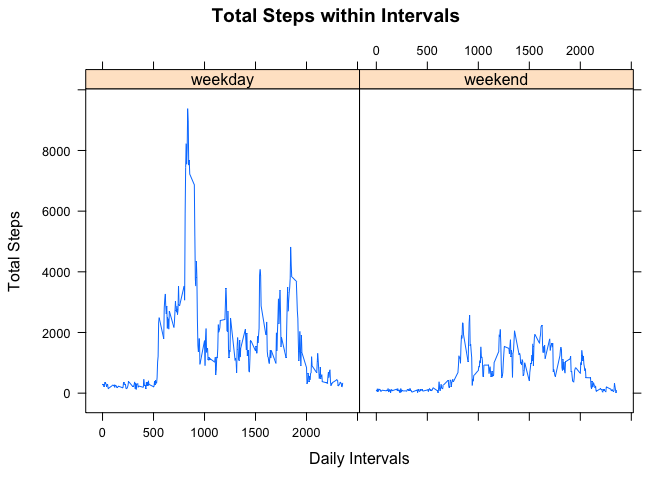 Total Steps within Intervals
0 500 1000 1500 2000
weekday weekend
8000
6000
4000
2000
0
Total Steps
0 500 1000 1500 2000
Daily Intervals